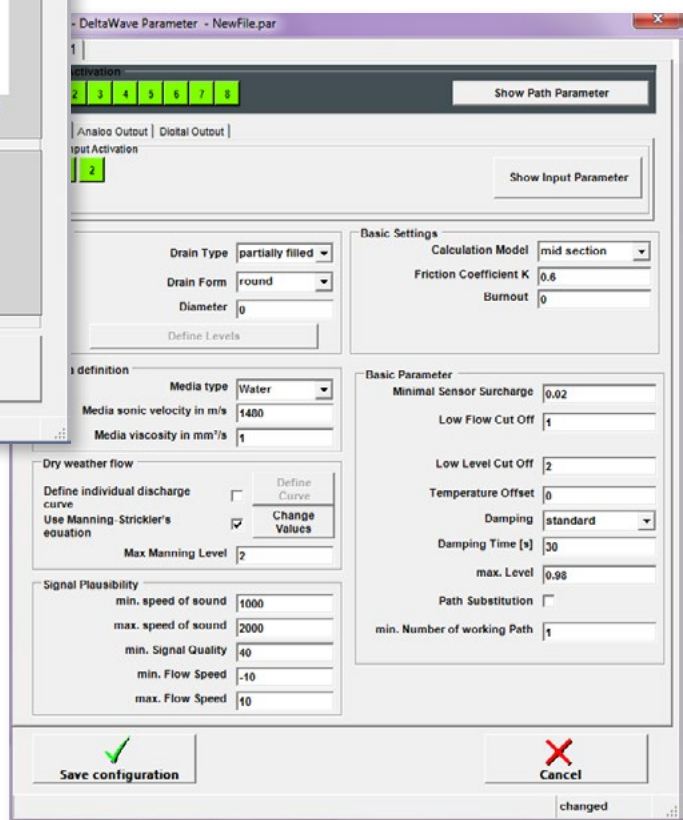 - DeltaWave Parameter - NewFile.par
1
Activation
2 3 4 5 6 7 8
Show Path Parameter
Analog Output Digital Output
put Activation
2
Show Input Parameter
Drain Type partially filled
Drain Form round
Diameter 0
Define Levels
Basic Settings
Calculation Model mid section
Friction Coefficient K 0.6
Burnout 0
definition
Media type Water
Media sonic velocity in m/s 1480
Media viscosity in mm²/s 1
Dry weather flow
Define individual discharge
curve
Define
Curve
Use Manning-Strickler's
equation
Change
Values
Max Manning Level 2
Signal Plausibility
min. speed of sound 1000
max. speed of sound 2000
min. Signal Quality 40
min. Flow Speed -10
max. Flow Speed 10
Basic Parameter
Minimal Sensor Surcharge 0.02
Low Flow Cut Off 1
Low Level Cut Off 2
Temperature Offset 0
Damping standard
Damping Time [s] 30
max. Level 0.98
Path Substitution
min. Number of working Path 1
Save configuration
Cancel
changed